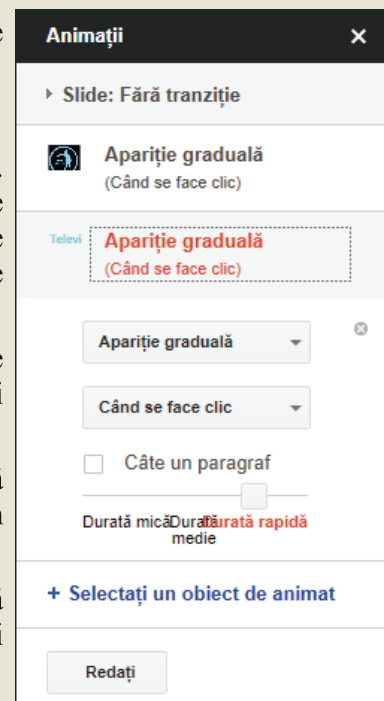 Animații ×
Slide: Fără tranziție
Apariție graduală
(Când se face clic)
Televi Apariție graduală
(Când se face clic)
Apariție graduală
Când se face clic
Câte un paragraf
Durată mică Durată medie Durată rapidă
+ Selectați un obiect de animat
Redați